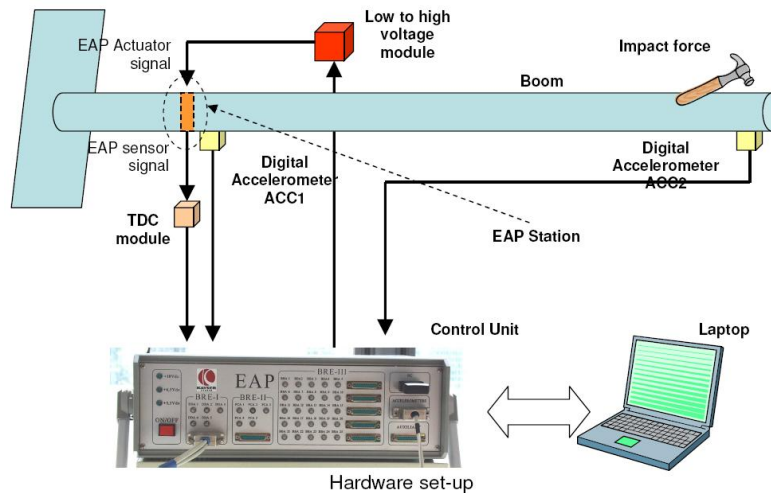 Low to high
voltage
module
EAP Actuator
signal
Impact force
Boom
EAP sensor
signal
Digital
Accelerometer
ACC1
Digital
Accelerometer
ACC2
TDC
module
EAP Station
Control Unit
Laptop
EAP
BRE-I
BRE-II
BRE-III
ON/OFF
ACCELEROMETERS
Hardware set-up